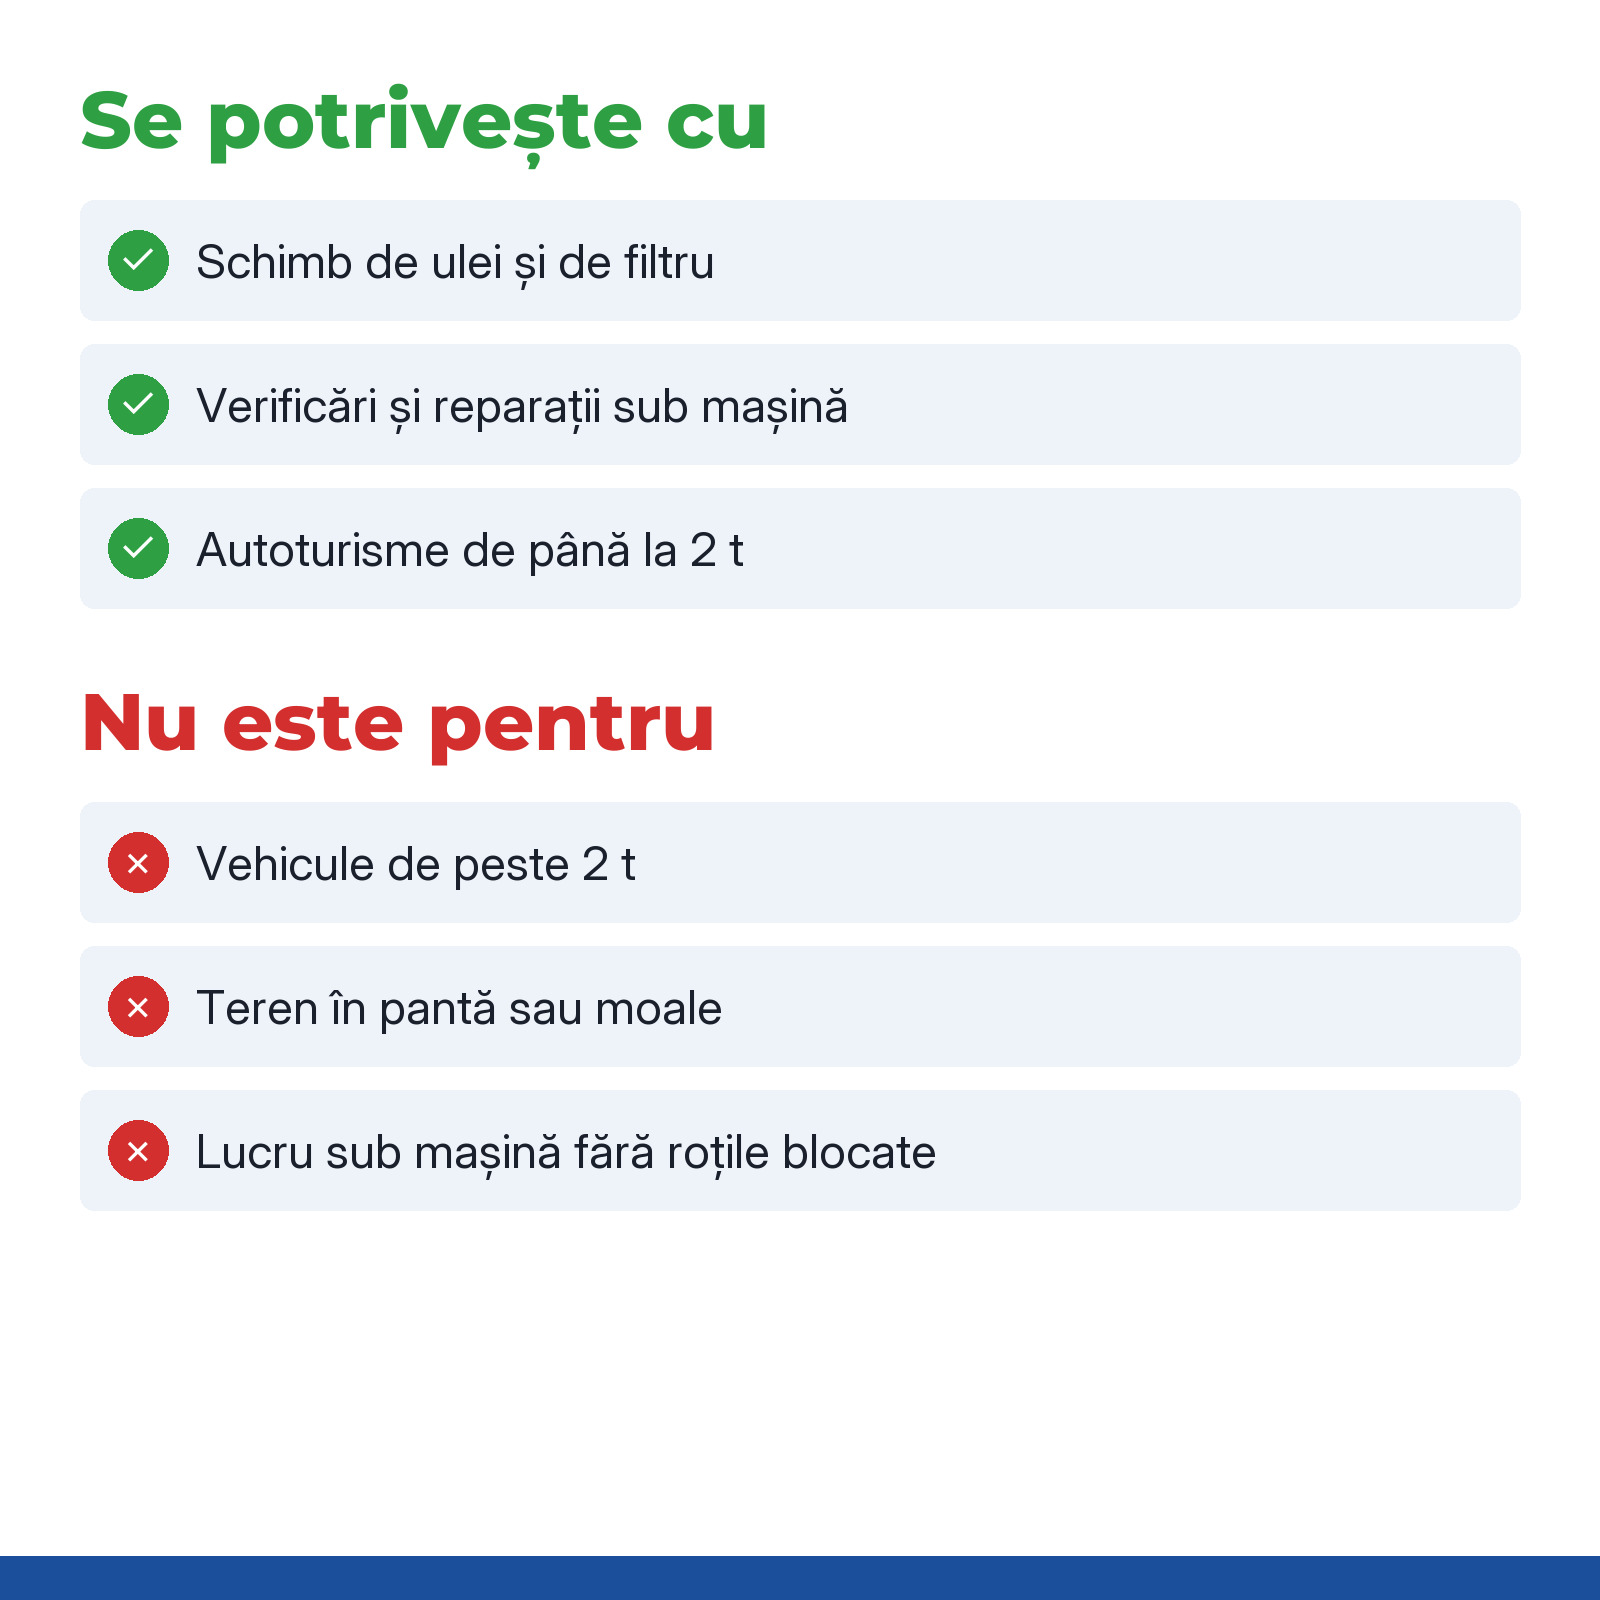 Se potrivește cu
Schimb de ulei și de filtru
Verificări și reparații sub mașină
Autoturisme de până la 2 t
Nu este pentru
Vehicule de peste 2 t
Teren în pantă sau moale
Lucru sub mașină fără roțile blocate